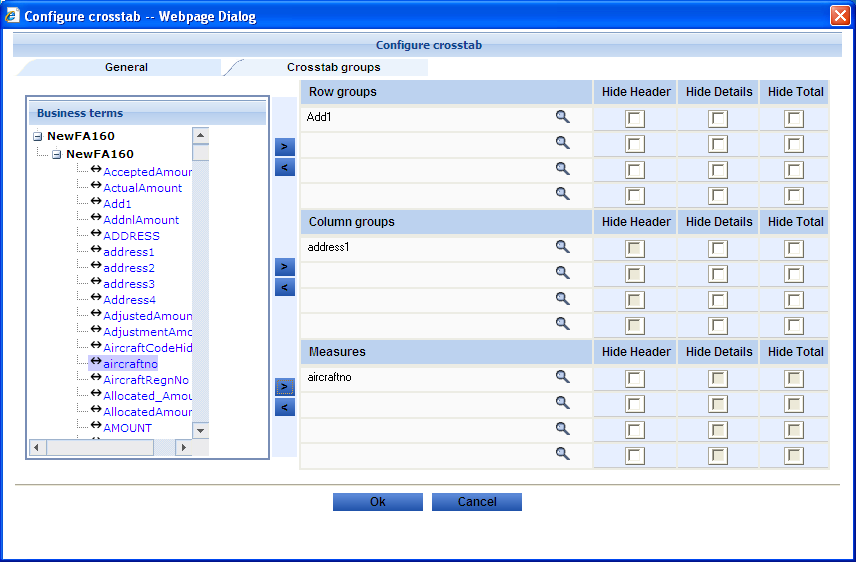 Configure crosstab -- Webpage Dialog
Configure crosstab
General
Crosstab groups
Business terms
NewFA160
NewFA160
AcceptedAmour
ActualAmount
Add1
AddnlAmount
ADDRESS
address1
address2
address3
Address4
AdjustedAmoun
AdjustmentAmo
AircraftCodeHid
aircraftno
AircraftRegnNo
Allocated_Amou
AllocatedAmour
AMOUNT
>
<
>
<
>
<
Row groups Hide Header Hide Details Hide Total
Add1
Column groups Hide Header Hide Details Hide Total
address1
Measures Hide Header Hide Details Hide Total
aircraftno
Ok Cancel